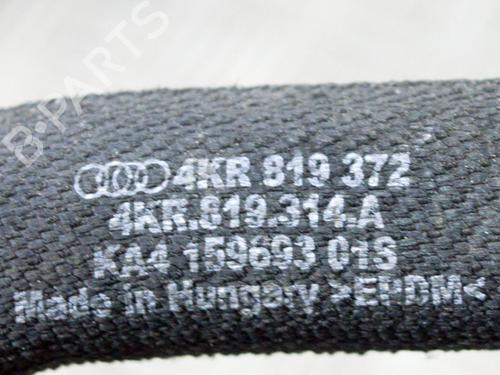 B-PARTS
4KR 819 372
4KR.819.314.A
KA4 159693 01S
Made in Hungary >EPDM<